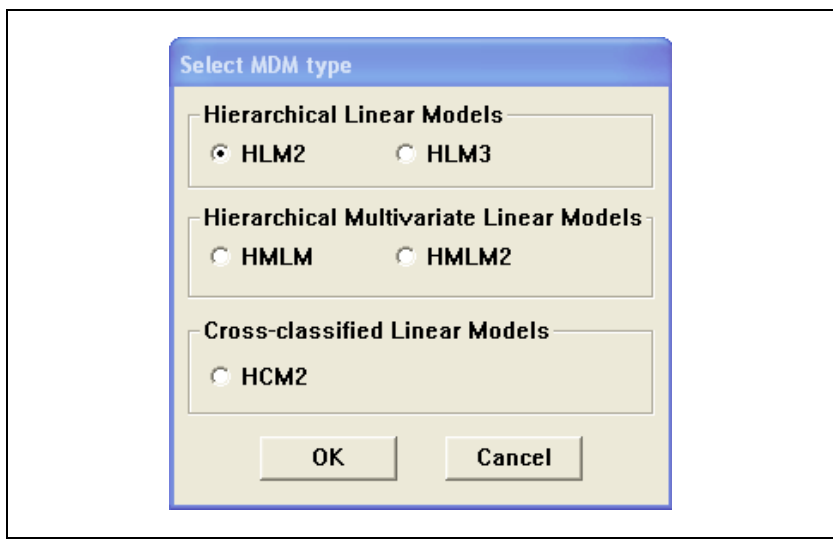 Select MDM type
Hierarchical Linear Models
HLM2 HLM3
Hierarchical Multivariate Linear Models
HMLM HMLM2
Cross-classified Linear Models
HCM2
OK Cancel